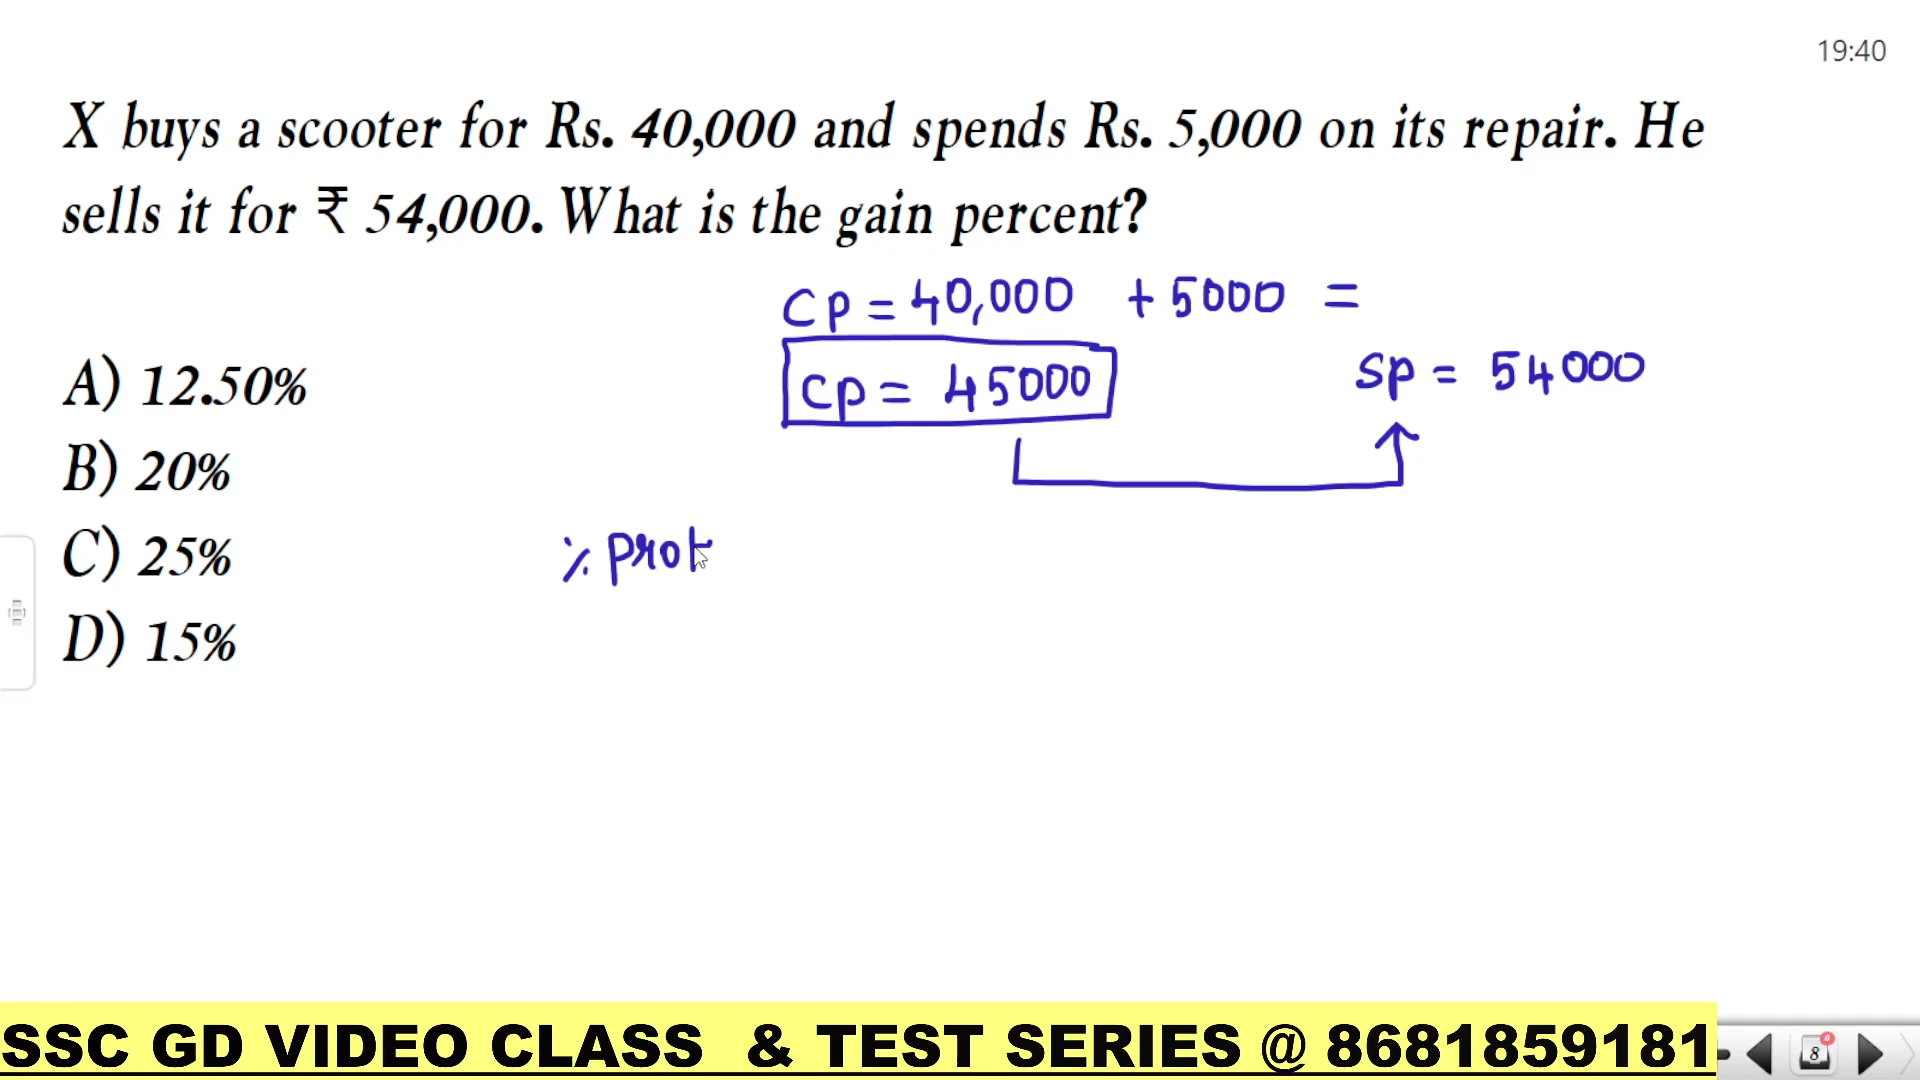 19:40
X buys a scooter for Rs. 40,000 and spends Rs. 5,000 on its repair. He
sells it for ₹ 54,000. What is the gain percent?
CP = 40,000 + 5000 =
CP = 45000
SP = 54000
A) 12.50%
B) 20%
C) 25%
D) 15%
% Prof
SSC GD VIDEO CLASS & TEST SERIES @ 8681859181
8